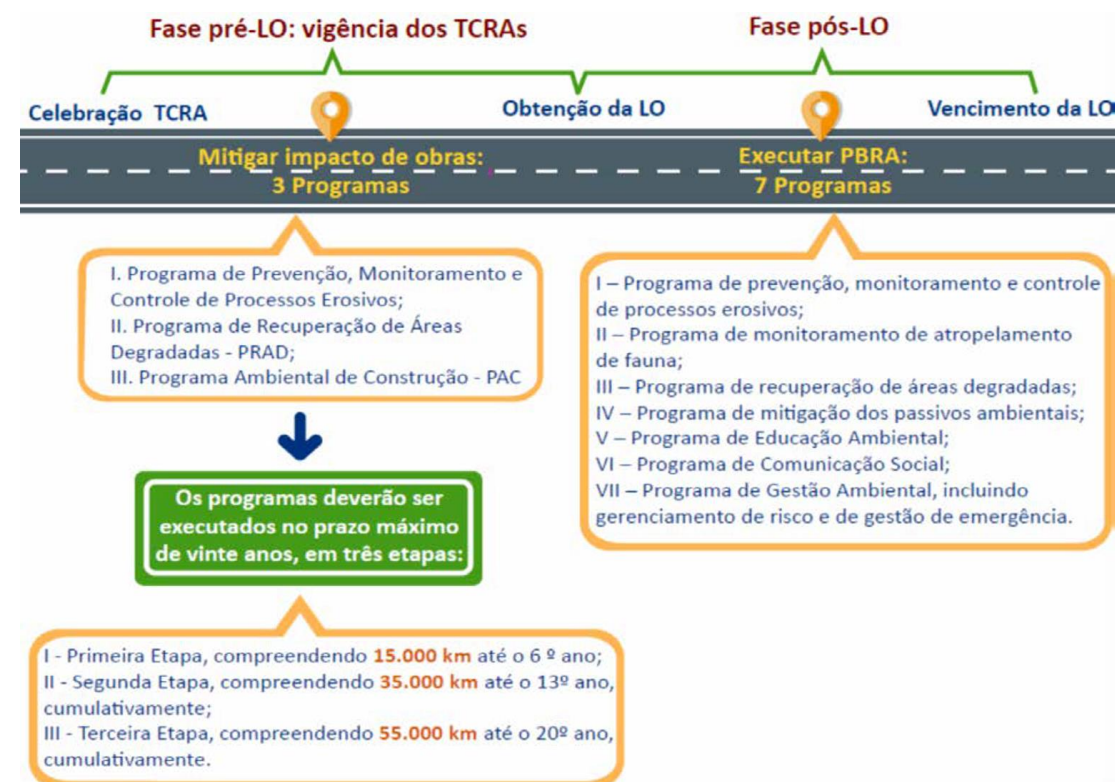 Fase pré-LO: vigência dos TCRAs
Fase pós-LO
Celebração TCRA
Obtenção da LO
Vencimento da LO
Mitigar impacto de obras:
3 Programas
Executar PBRA:
7 Programas
I. Programa de Prevenção, Monitoramento e
Controle de Processos Erosivos;
II. Programa de Recuperação de Áreas
Degradadas - PRAD;
III. Programa Ambiental de Construção - PAC
I – Programa de prevenção, monitoramento e controle
de processos erosivos;
II – Programa de monitoramento de atropelamento
de fauna;
III – Programa de recuperação de áreas degradadas;
IV – Programa de mitigação dos passivos ambientais;
V – Programa de Educação Ambiental;
VI – Programa de Comunicação Social;
VII – Programa de Gestão Ambiental, incluindo
gerenciamento de risco e de gestão de emergência.
Os programas deverão ser
executados no prazo máximo
de vinte anos, em três etapas:
I - Primeira Etapa, compreendendo 15.000 km até o 6 º ano;
II - Segunda Etapa, compreendendo 35.000 km até o 13º ano,
cumulativamente;
III - Terceira Etapa, compreendendo 55.000 km até o 20º ano,
cumulativamente.